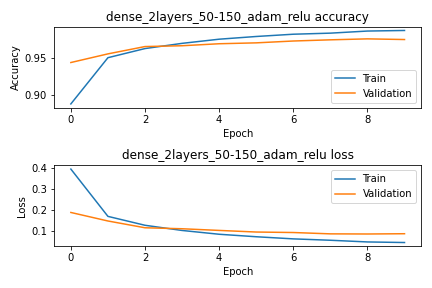 dense_2layers_50-150_adam_relu accuracy
Accuracy
0.95
0.90
Train
Validation
0 2 4 6 8
Epoch
dense_2layers_50-150_adam_relu loss
Loss
0.4
0.3
0.2
0.1
Train
Validation
0 2 4 6 8
Epoch